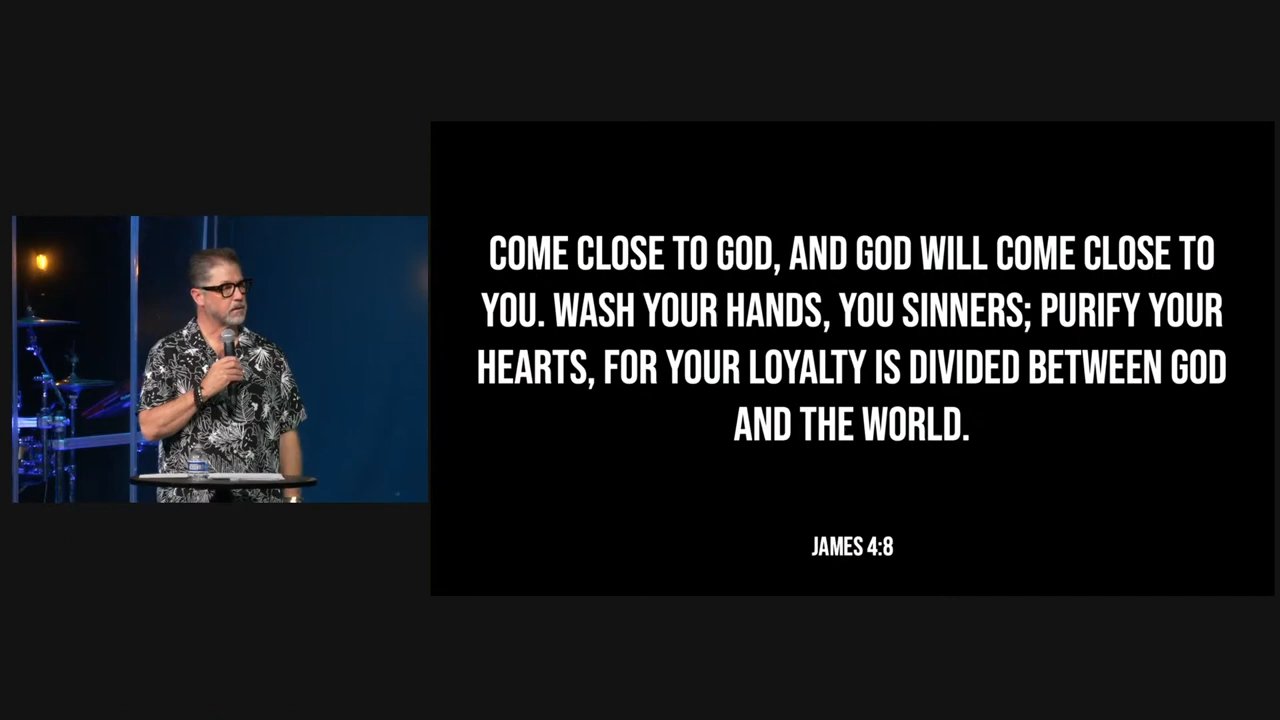 COME CLOSE TO GOD, AND GOD WILL COME CLOSE TO
YOU. WASH YOUR HANDS, YOU SINNERS; PURIFY YOUR
HEARTS, FOR YOUR LOYALTY IS DIVIDED BETWEEN GOD
AND THE WORLD.
JAMES 4:8